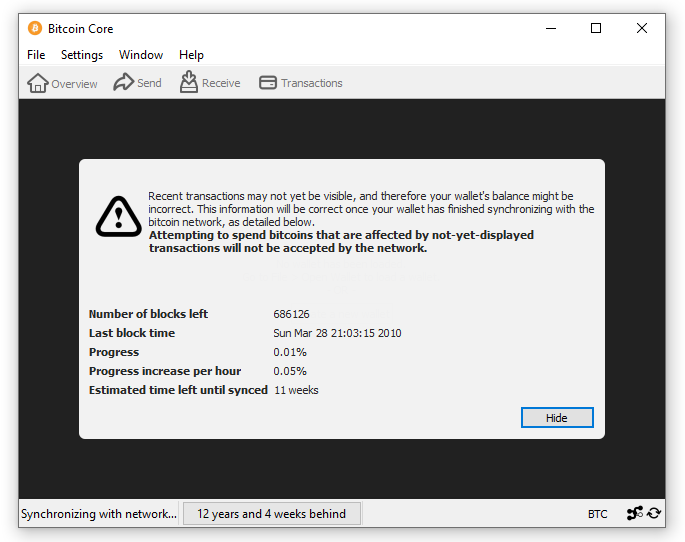 Bitcoin Core
File Settings Window Help
Overview Send Receive Transactions
Recent transactions may not yet be visible, and therefore your wallet's balance might be
incorrect. This information will be correct once your wallet has finished synchronizing with the
bitcoin network, as detailed below.
Attempting to spend bitcoins that are affected by not-yet-displayed
transactions will not be accepted by the network.
Number of blocks left 686126
Last block time Sun Mar 28 21:03:15 2010
Progress 0.01%
Progress increase per hour 0.05%
Estimated time left until synced 11 weeks
Hide
Synchronizing with network... 12 years and 4 weeks behind BTC